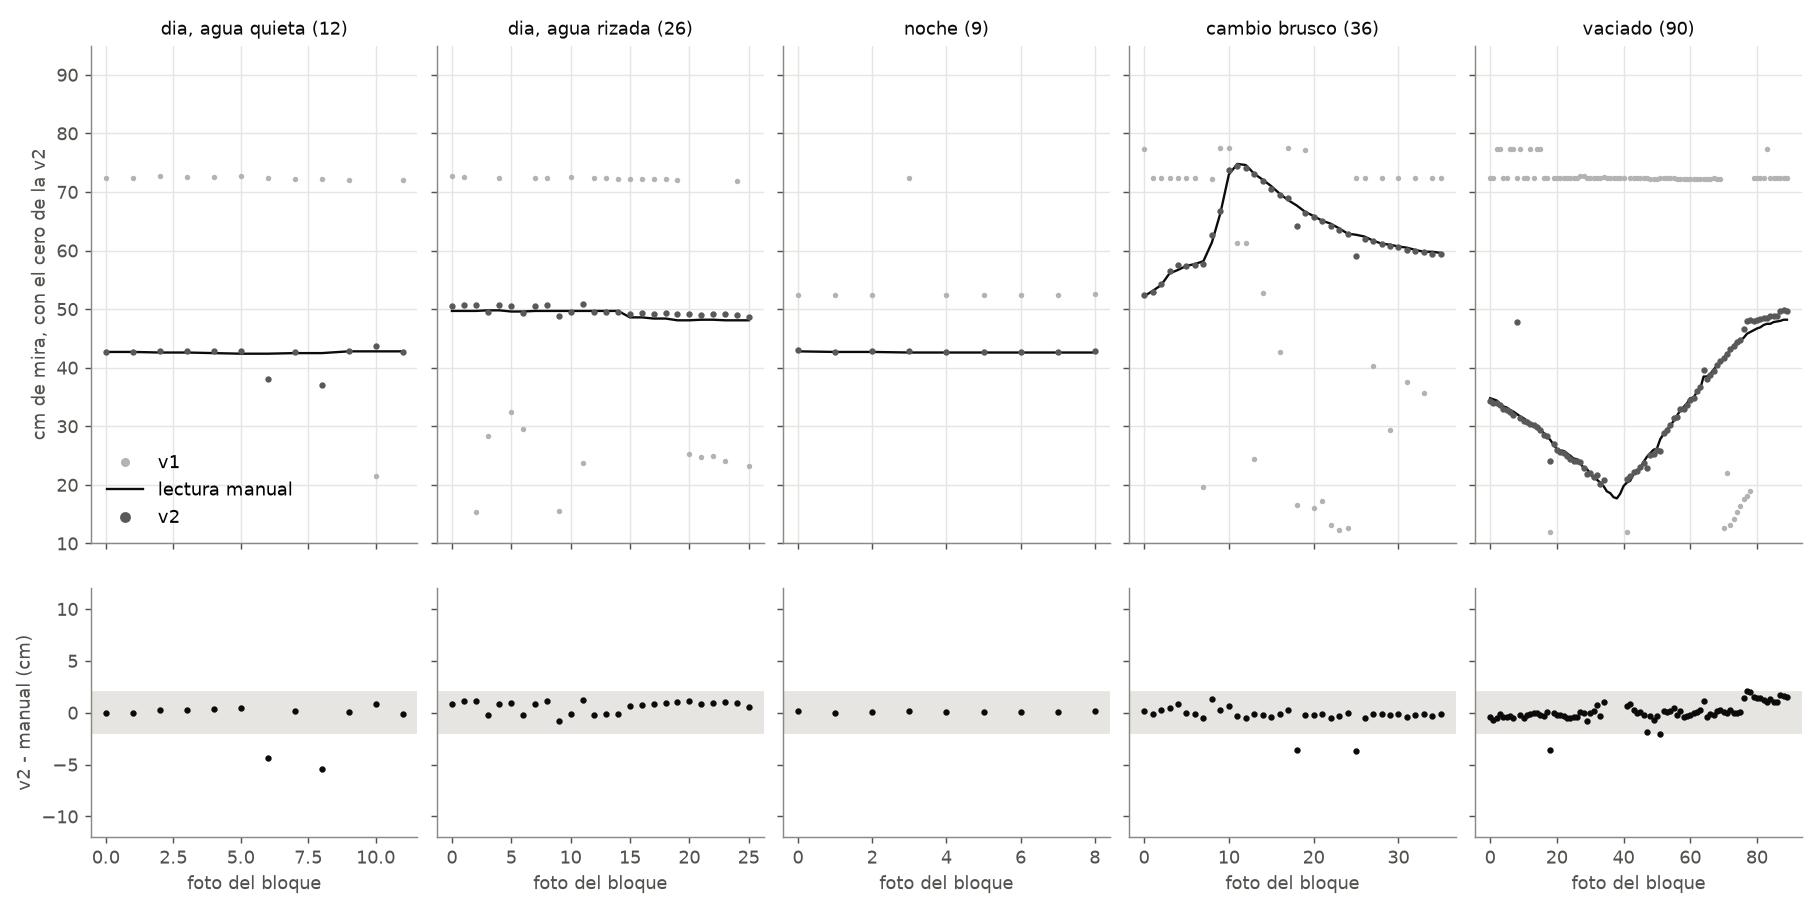 dia, agua quieta (12)
dia, agua rizada (26)
noche (9)
cambio brusco (36)
vaciado (90)
cm de mira, con el cero de la v2
90
80
70
60
50
40
30
20
10
v1
lectura manual
v2
v2 - manual (cm)
10
5
0
−5
−10
0.0 2.5 5.0 7.5 10.0
foto del bloque
0 5 10 15 20 25
foto del bloque
0 2 4 6 8
foto del bloque
0 10 20 30
foto del bloque
0 20 40 60 80
foto del bloque